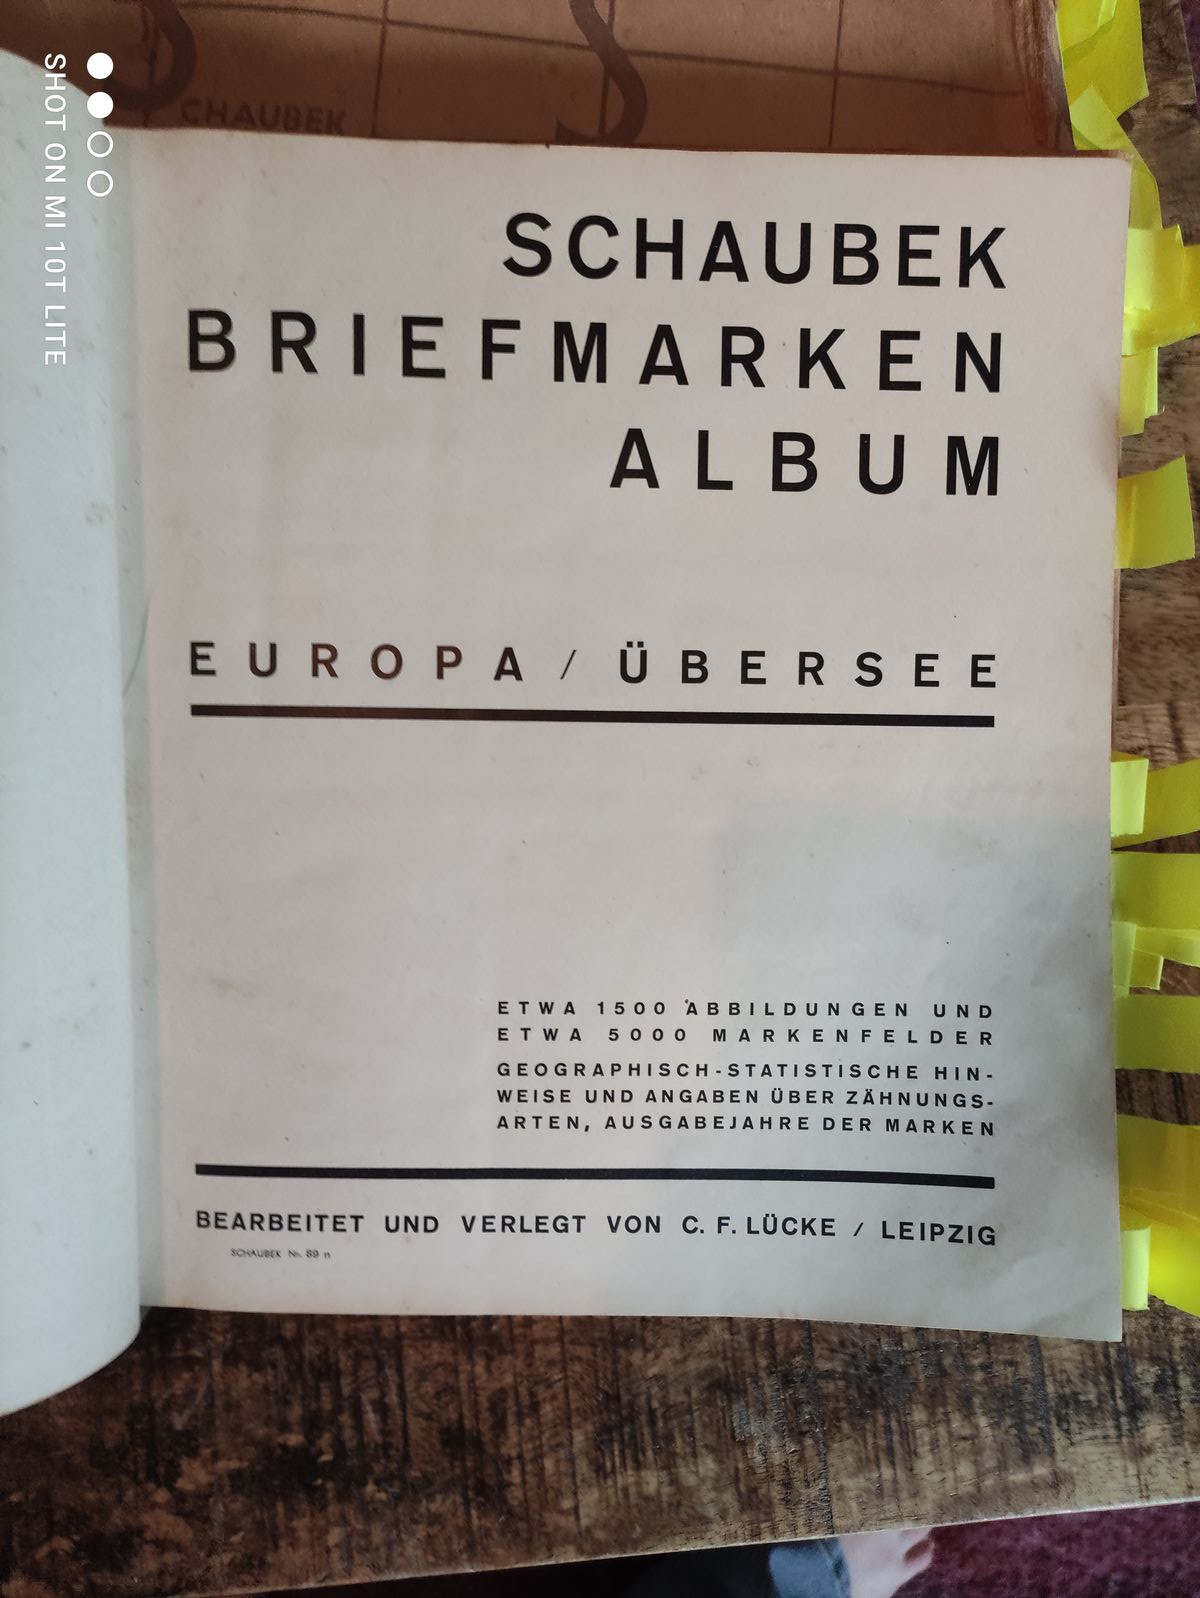 CHAUBEK
SCHAUBEK
BRIEFMARKEN
ALBUM
EUROPA / ÜBERSEE
ETWA 1500 ABBILDUNGEN UND
ETWA 5000 MARKENFELDER
GEOGRAPHISCH-STATISTISCHE HIN-
WEISE UND ANGABEN ÜBER ZÄHNUNGS-
ARTEN, AUSGABEJAHRE DER MARKEN
BEARBEITET UND VERLEGT VON C. F. LÜCKE / LEIPZIG
SCHAUBEK Nr. 89 n
SHOT ON MI 10T LITE